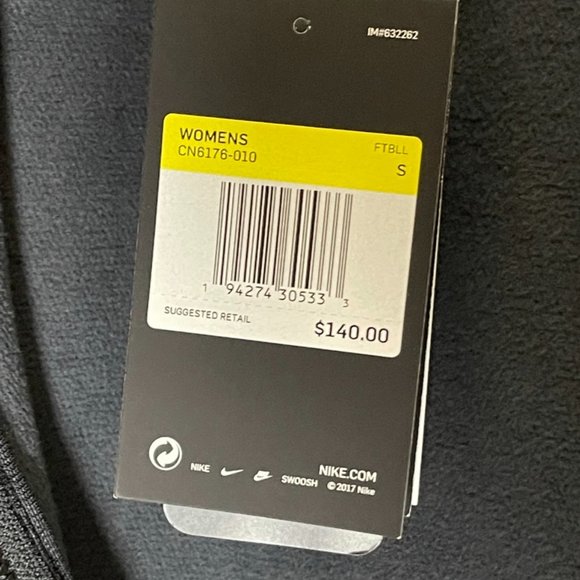 IM#632262
WOMENS FTBLL
CN6176-010 S
1 94274 30533 3
SUGGESTED RETAIL $140.00
NIKE SWOOSH NIKE.COM
©2017 Nike